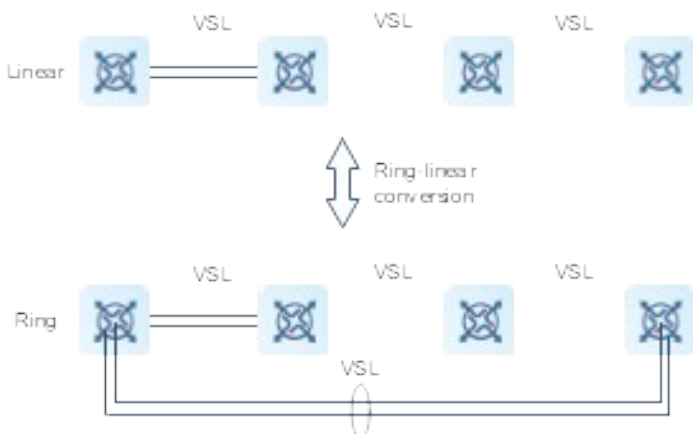 VSL VSL VSL
Linear
Ring-linear
conversion
VSL VSL VSL
Ring
VSL